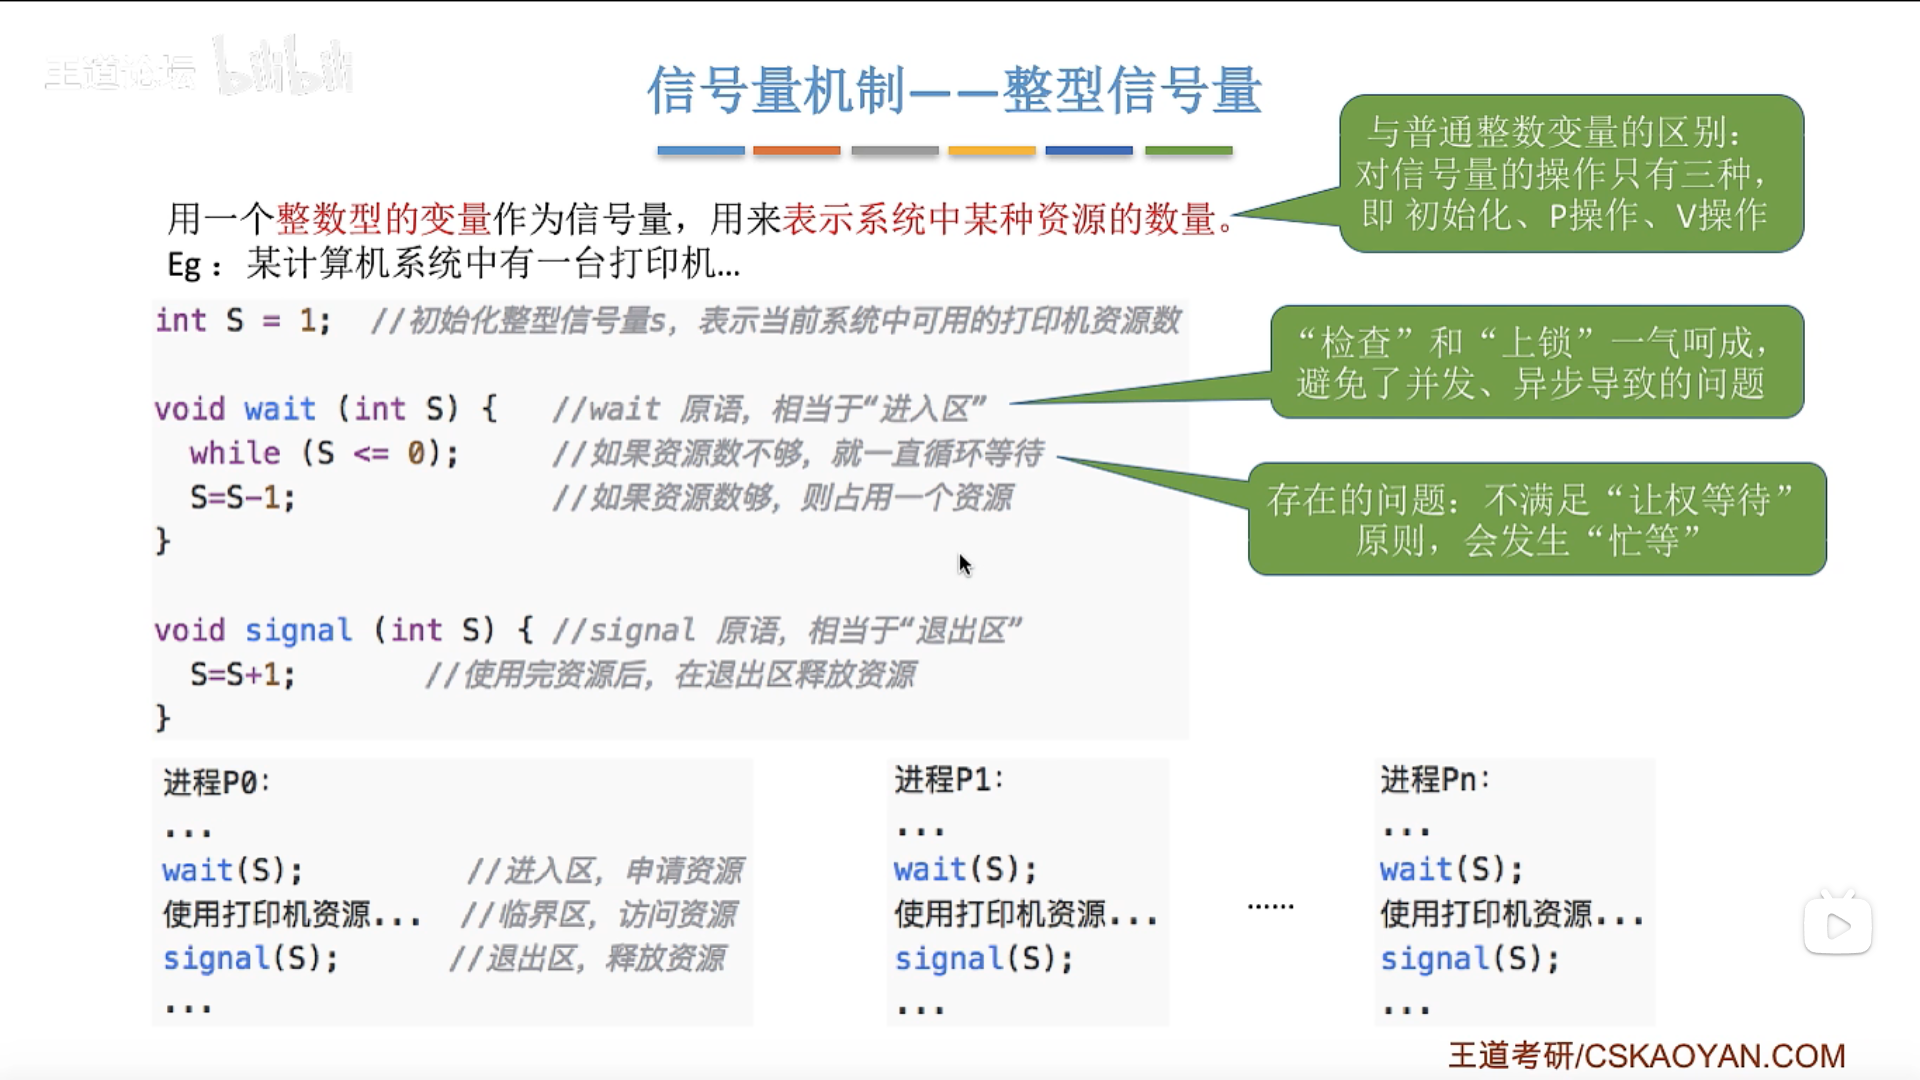 王道论坛 bilibili
信号量机制——整型信号量
与普通整数变量的区别：
对信号量的操作只有三种，
即 初始化、P操作、V操作
用一个整数型的变量作为信号量，用来表示系统中某种资源的数量。
Eg： 某计算机系统中有一台打印机...
int S = 1;  //初始化整型信号量s，表示当前系统中可用的打印机资源数
“检查”和“上锁”一气呵成，
避免了并发、异步导致的问题
void wait (int S) {   //wait 原语，相当于“进入区”
while (S <= 0);     //如果资源数不够，就一直循环等待
S=S-1;              //如果资源数够，则占用一个资源
}
存在的问题：不满足“让权等待”
原则，会发生“忙等”
void signal (int S) { //signal 原语，相当于“退出区”
S=S+1;       //使用完资源后，在退出区释放资源
}
进程P0：
...
wait(S);         //进入区，申请资源
使用打印机资源...  //临界区，访问资源
signal(S);      //退出区，释放资源
...
进程P1：
...
wait(S);
使用打印机资源...
signal(S);
...
......
进程Pn：
...
wait(S);
使用打印机资源...
signal(S);
...
王道考研/CSKAOYAN.COM